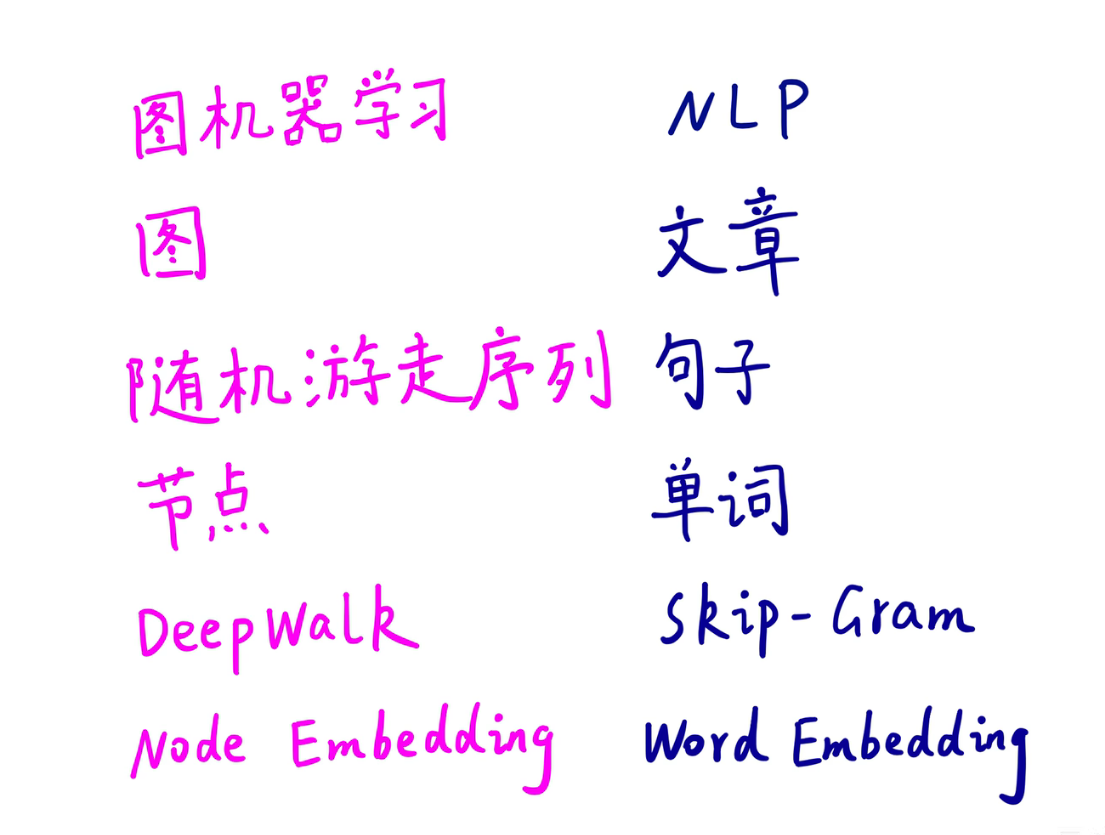 图机器学习 NLP
图 文章
随机游走序列 句子
节点 单词
DeepWalk Skip-Gram
Node Embedding Word Embedding